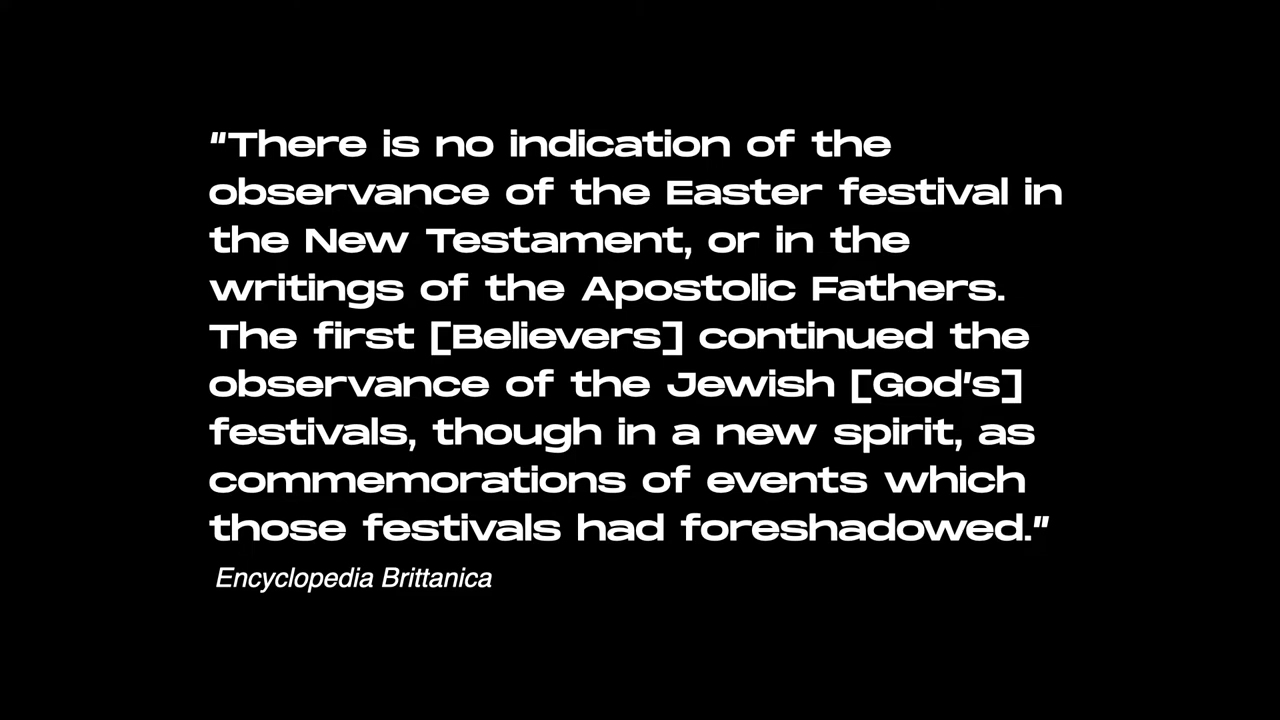 "There is no indication of the
observance of the Easter festival in
the New Testament, or in the
writings of the Apostolic Fathers.
The first [Believers] continued the
observance of the Jewish [God's]
festivals, though in a new spirit, as
commemorations of events which
those festivals had foreshadowed."
Encyclopedia Brittanica